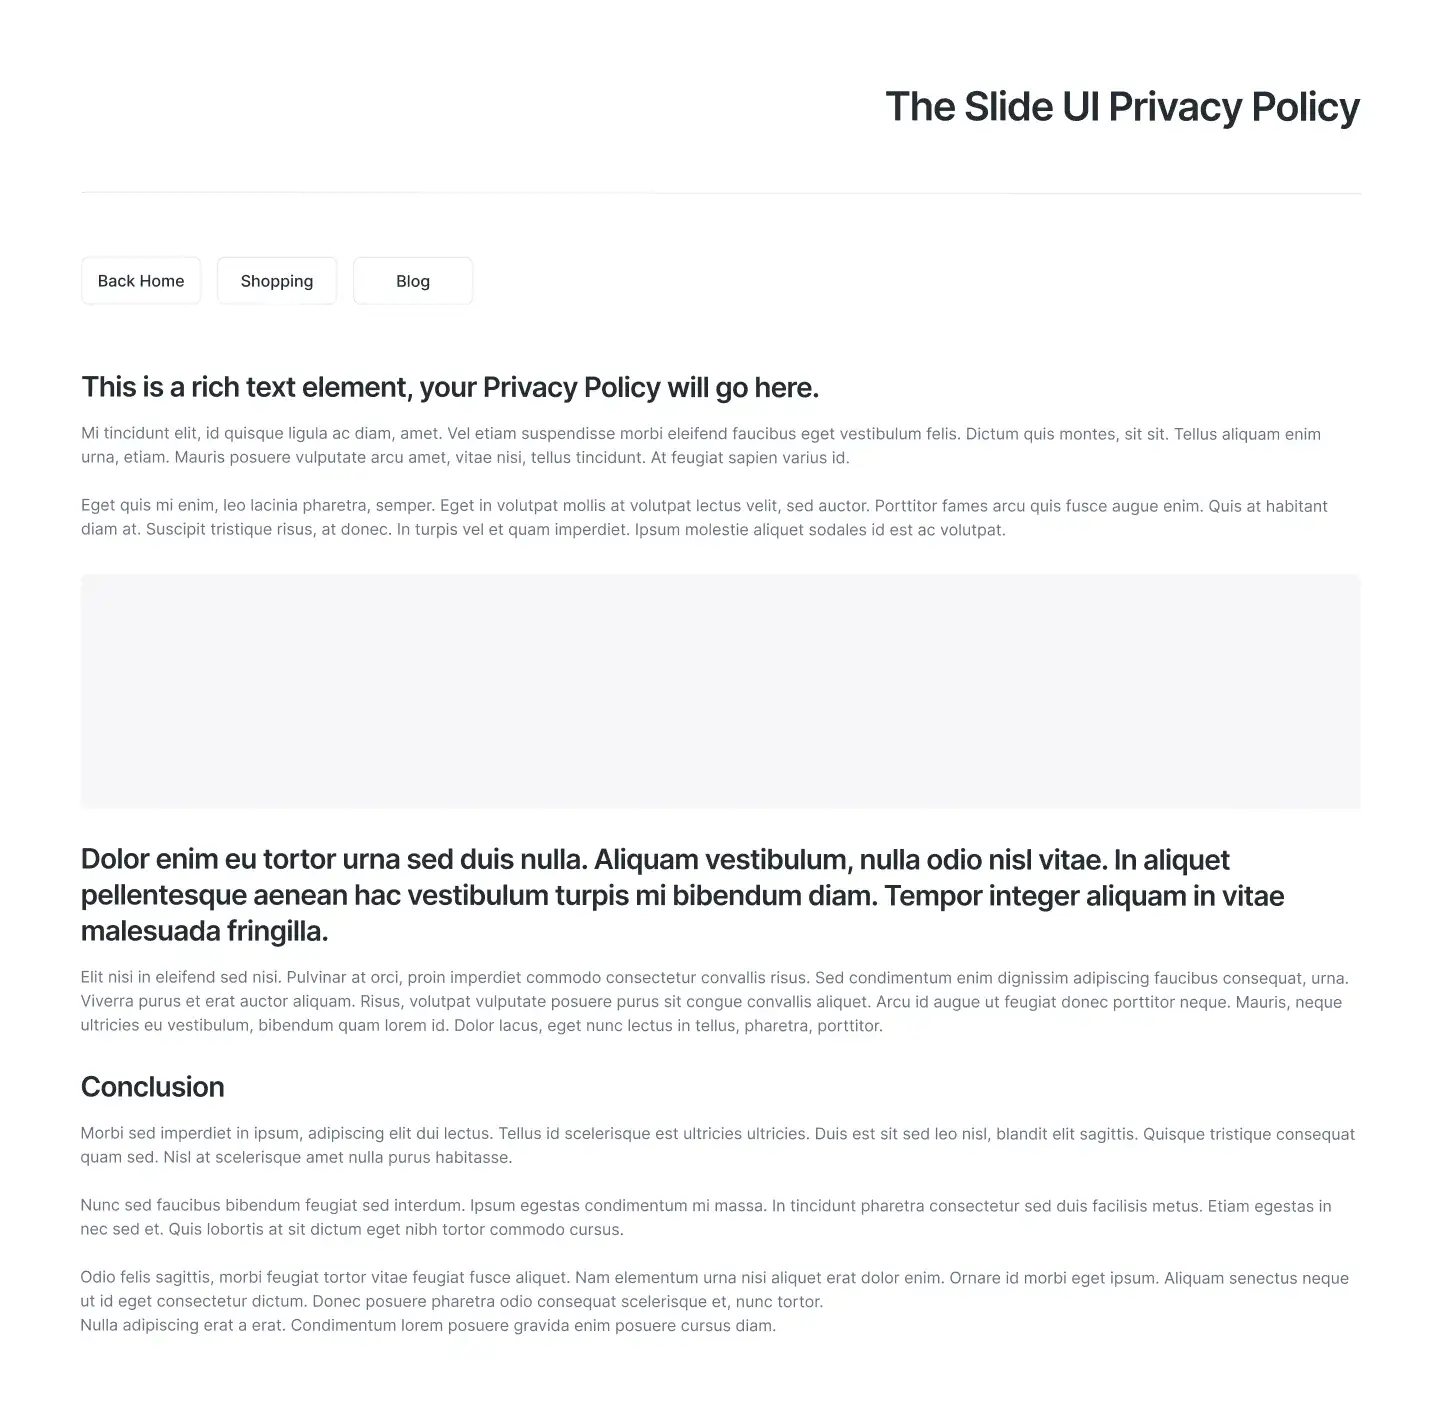 The Slide UI Privacy Policy
Back Home
Shopping
Blog
This is a rich text element, your Privacy Policy will go here.
Mi tincidunt elit, id quisque ligula ac diam, amet. Vel etiam suspendisse morbi eleifend faucibus eget vestibulum felis. Dictum quis montes, sit sit. Tellus aliquam enim
urna, etiam. Mauris posuere vulputate arcu amet, vitae nisi, tellus tincidunt. At feugiat sapien varius id.
Eget quis mi enim, leo lacinia pharetra, semper. Eget in volutpat mollis at volutpat lectus velit, sed auctor. Porttitor fames arcu quis fusce augue enim. Quis at habitant
diam at. Suscipit tristique risus, at donec. In turpis vel et quam imperdiet. Ipsum molestie aliquet sodales id est ac volutpat.
Dolor enim eu tortor urna sed duis nulla. Aliquam vestibulum, nulla odio nisl vitae. In aliquet
pellentesque aenean hac vestibulum turpis mi bibendum diam. Tempor integer aliquam in vitae
malesuada fringilla.
Elit nisi in eleifend sed nisi. Pulvinar at orci, proin imperdiet commodo consectetur convallis risus. Sed condimentum enim dignissim adipiscing faucibus consequat, urna.
Viverra purus et erat auctor aliquam. Risus, volutpat vulputate posuere purus sit congue convallis aliquet. Arcu id augue ut feugiat donec porttitor neque. Mauris, neque
ultricies eu vestibulum, bibendum quam lorem id. Dolor lacus, eget nunc lectus in tellus, pharetra, porttitor.
Conclusion
Morbi sed imperdiet in ipsum, adipiscing elit dui lectus. Tellus id scelerisque est ultricies ultricies. Duis est sit sed leo nisl, blandit elit sagittis. Quisque tristique consequat
quam sed. Nisl at scelerisque amet nulla purus habitasse.
Nunc sed faucibus bibendum feugiat sed interdum. Ipsum egestas condimentum mi massa. In tincidunt pharetra consectetur sed duis facilisis metus. Etiam egestas in
nec sed et. Quis lobortis at sit dictum eget nibh tortor commodo cursus.
Odio felis sagittis, morbi feugiat tortor vitae feugiat fusce aliquet. Nam elementum urna nisi aliquet erat dolor enim. Ornare id morbi eget ipsum. Aliquam senectus neque
ut id eget consectetur dictum. Donec posuere pharetra odio consequat scelerisque et, nunc tortor.
Nulla adipiscing erat a erat. Condimentum lorem posuere gravida enim posuere cursus diam.